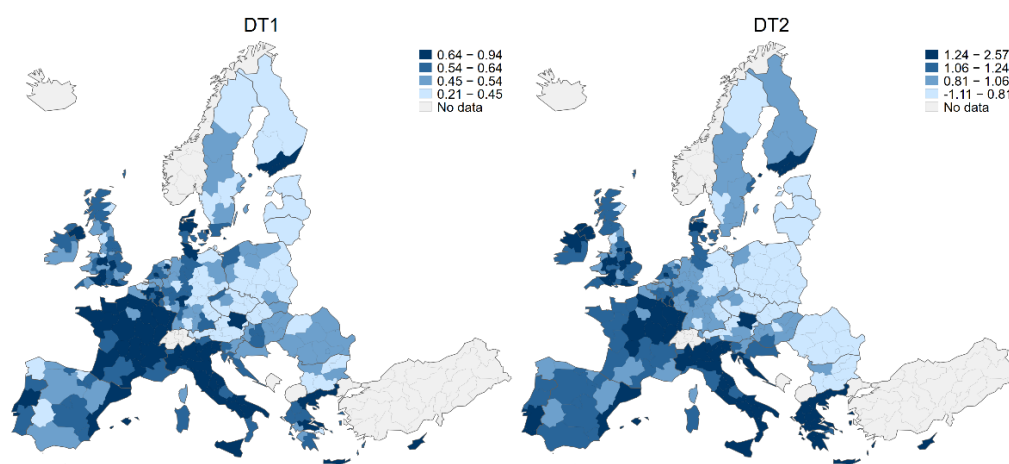 DT1
0.64 − 0.94
0.54 − 0.64
0.45 − 0.54
0.21 − 0.45
No data
DT2
1.24 − 2.57
1.06 − 1.24
0.81 − 1.06
-1.11 − 0.81
No data